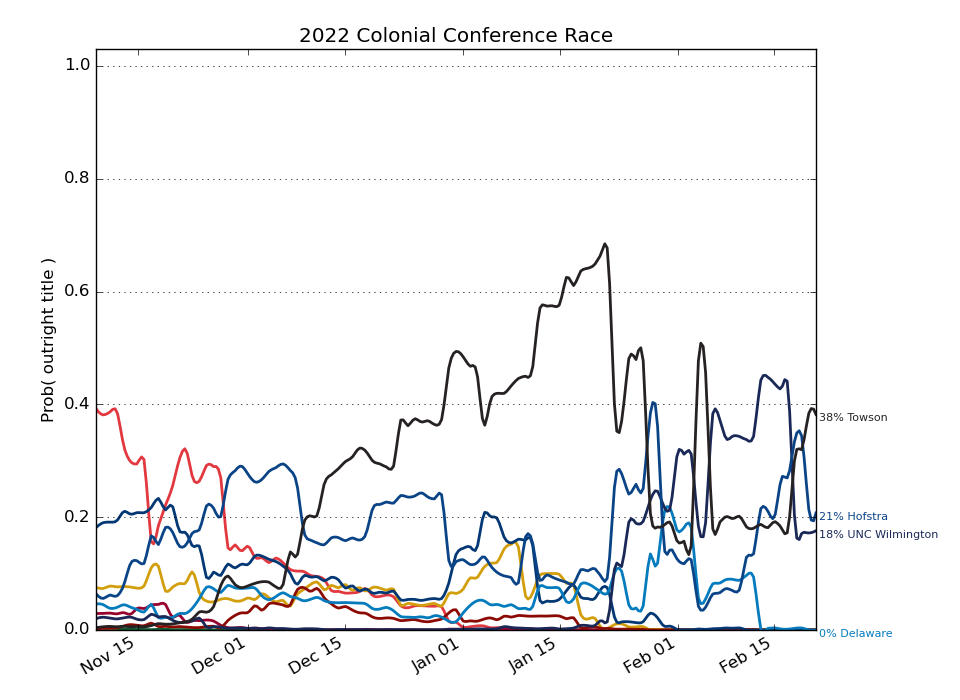 2022 Colonial Conference Race
Prob( outright title )
1.0
0.8
0.6
0.4
0.2
0.0
38% Towson
21% Hofstra
18% UNC Wilmington
0% Delaware
Nov 15
Dec 01
Dec 15
Jan 01
Jan 15
Feb 01
Feb 15